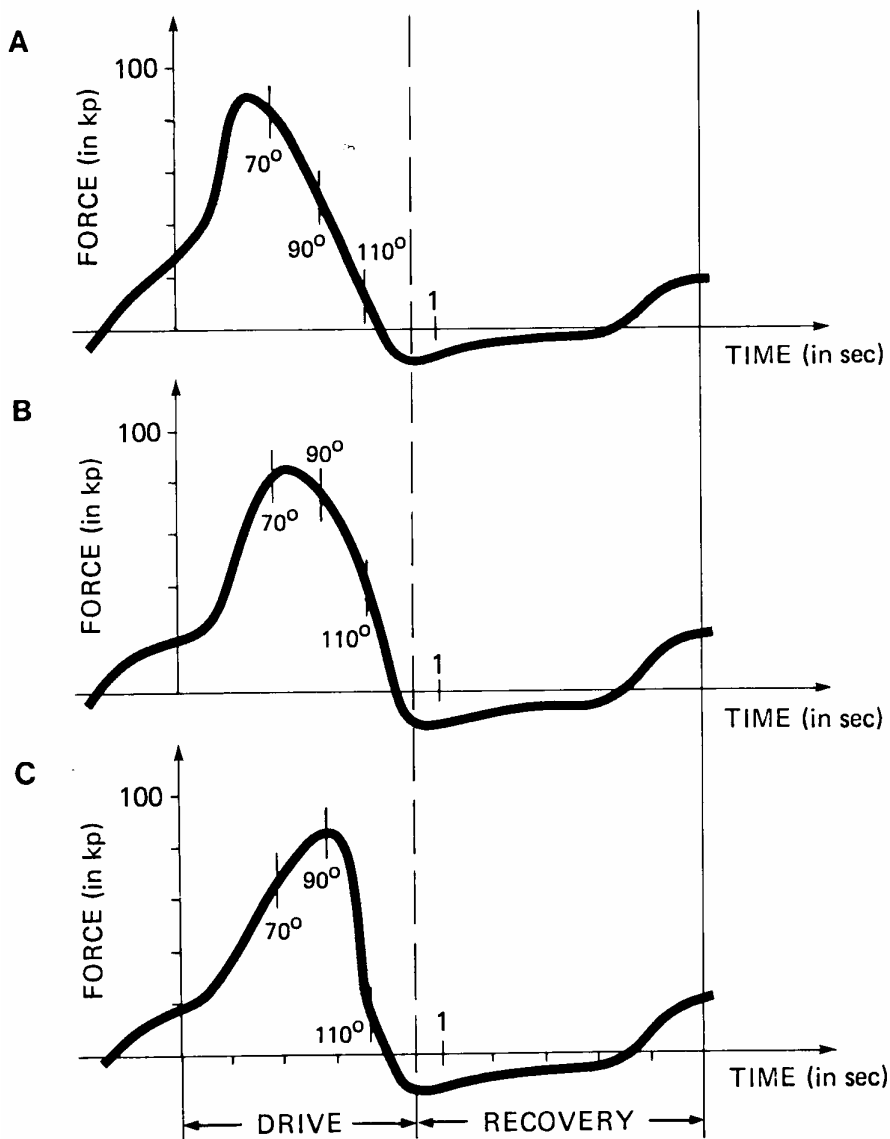 A
100
FORCE (in kp)
70°
90°
110°
1
TIME (in sec)
B
100
FORCE (in kp)
90°
70°
110°
1
TIME (in sec)
C
100
FORCE (in kp)
90°
70°
110°
1
TIME (in sec)
DRIVE
RECOVERY